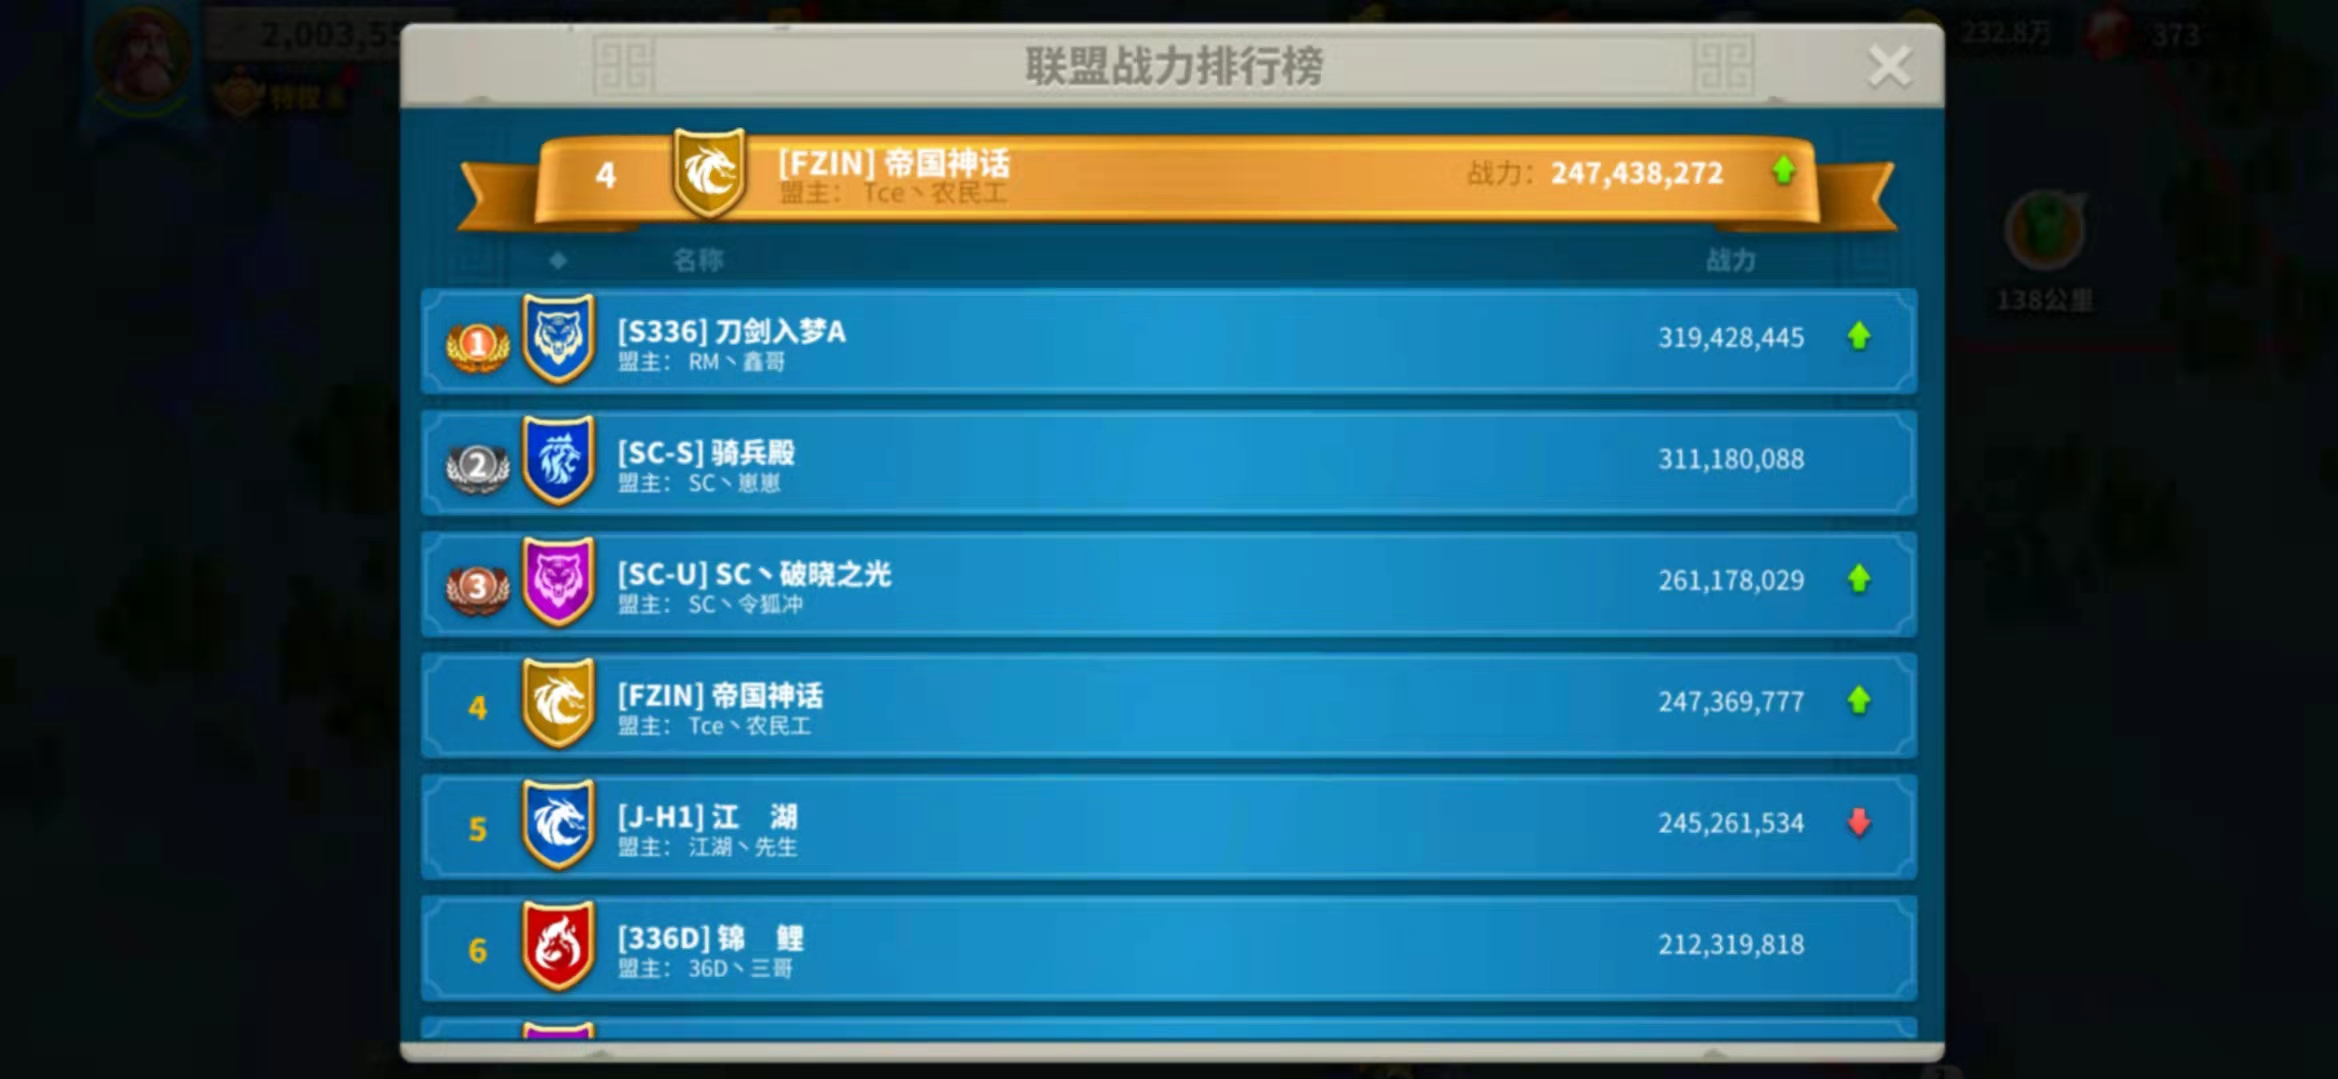 联盟战力排行榜
232.8万
373
4
[FZIN] 帝国神话
盟主： Tce丶农民工
战力： 247,438,272
名称
战力
138公里
1
[S336] 刀剑入梦A
盟主： RM丶鑫哥
319,428,445
2
[SC-S] 骑兵殿
盟主： SC丶崽崽
311,180,088
3
[SC-U] SC丶破晓之光
盟主： SC丶令狐冲
261,178,029
4
[FZIN] 帝国神话
盟主： Tce丶农民工
247,369,777
5
[J-H1] 江　湖
盟主： 江湖丶先生
245,261,534
6
[336D] 锦　鲤
盟主： 36D丶三哥
212,319,818